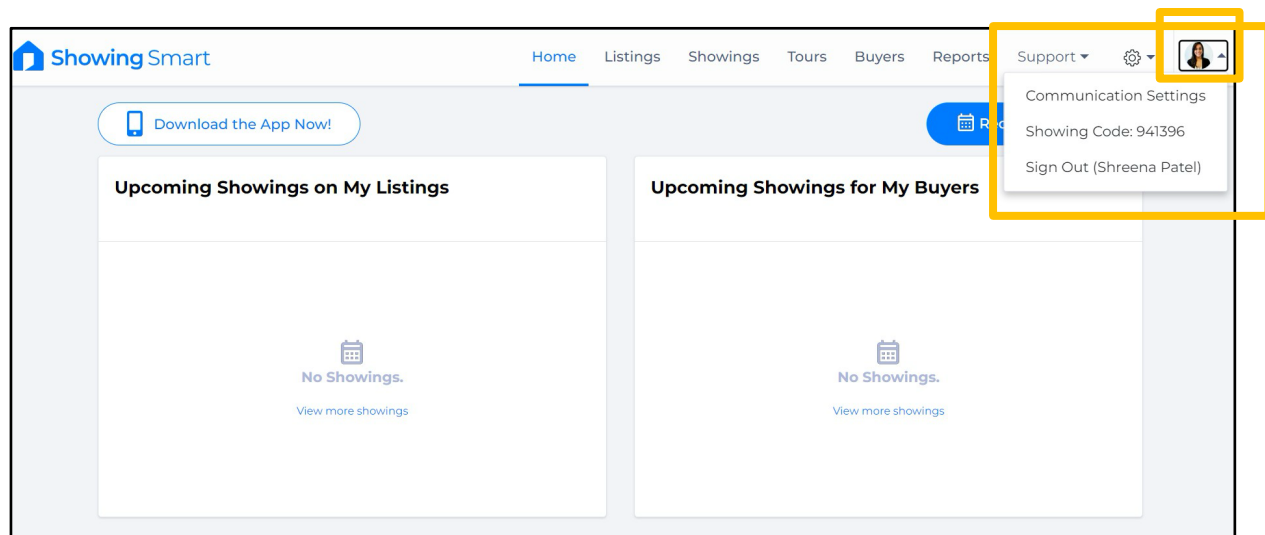 Showing Smart
Home Listings Showings Tours Buyers Reports Support
Download the App Now!
Communication Settings
Showing Code: 941396
Sign Out (Shreena Patel)
Upcoming Showings on My Listings
No Showings.
View more showings
Upcoming Showings for My Buyers
No Showings.
View more showings